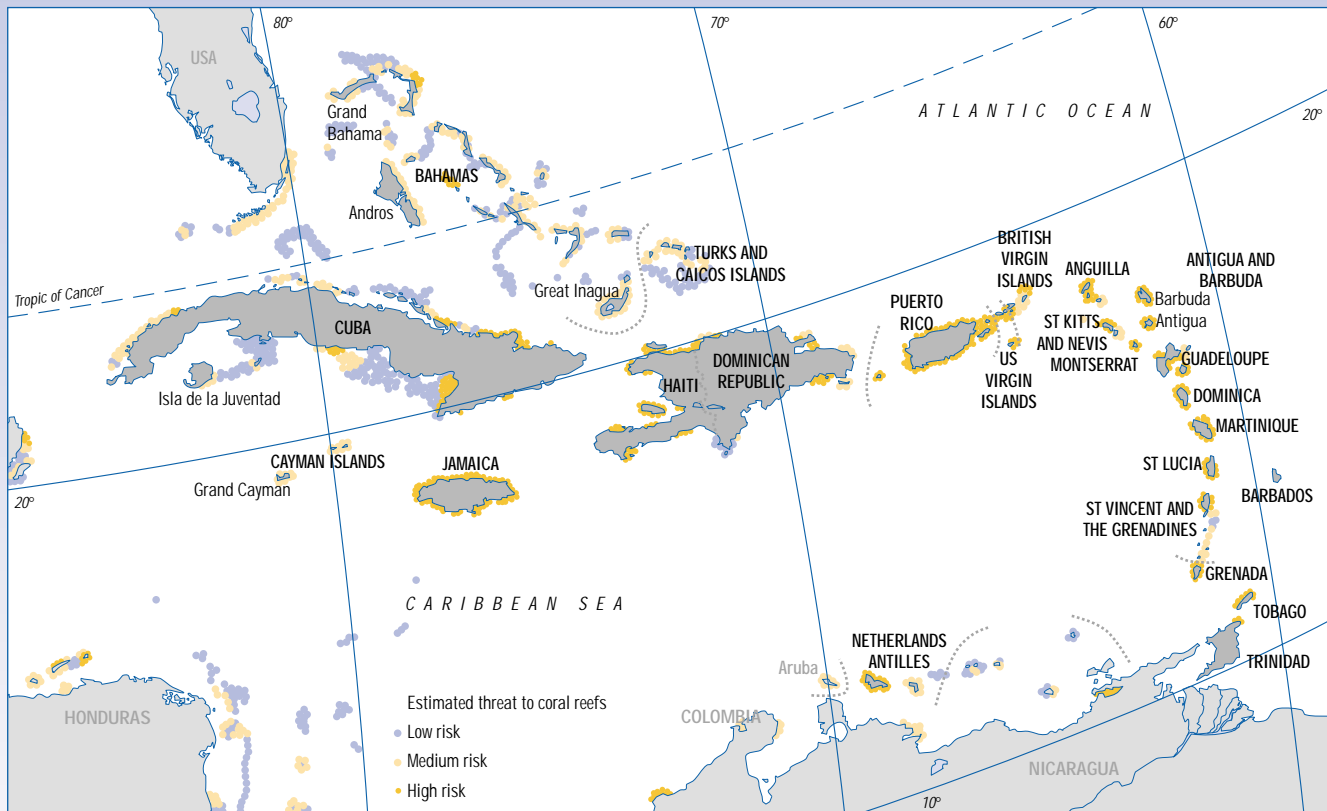 80°
70°
60°
USA
ATLANTIC OCEAN
20°
Grand
Bahama
BAHAMAS
Andros
BRITISH
VIRGIN
ISLANDS
TURKS AND
CAICOS ISLANDS
ANGUILLA
ANTIGUA AND
BARBUDA
Great Inagua
Tropic of Cancer
PUERTO
RICO
Barbuda
Antigua
CUBA
ST KITTS
AND NEVIS
MONTSERRAT
US
VIRGIN
ISLANDS
GUADELOUPE
DOMINICAN
REPUBLIC
HAITI
Isla de la Juventad
DOMINICA
MARTINIQUE
CAYMAN ISLANDS
JAMAICA
ST LUCIA
Grand Cayman
20°
BARBADOS
ST VINCENT AND
THE GRENADINES
GRENADA
CARIBBEAN SEA
TOBAGO
NETHERLANDS
ANTILLES
TRINIDAD
Aruba
HONDURAS
COLOMBIA
Estimated threat to coral reefs
Low risk
Medium risk
High risk
NICARAGUA
10°